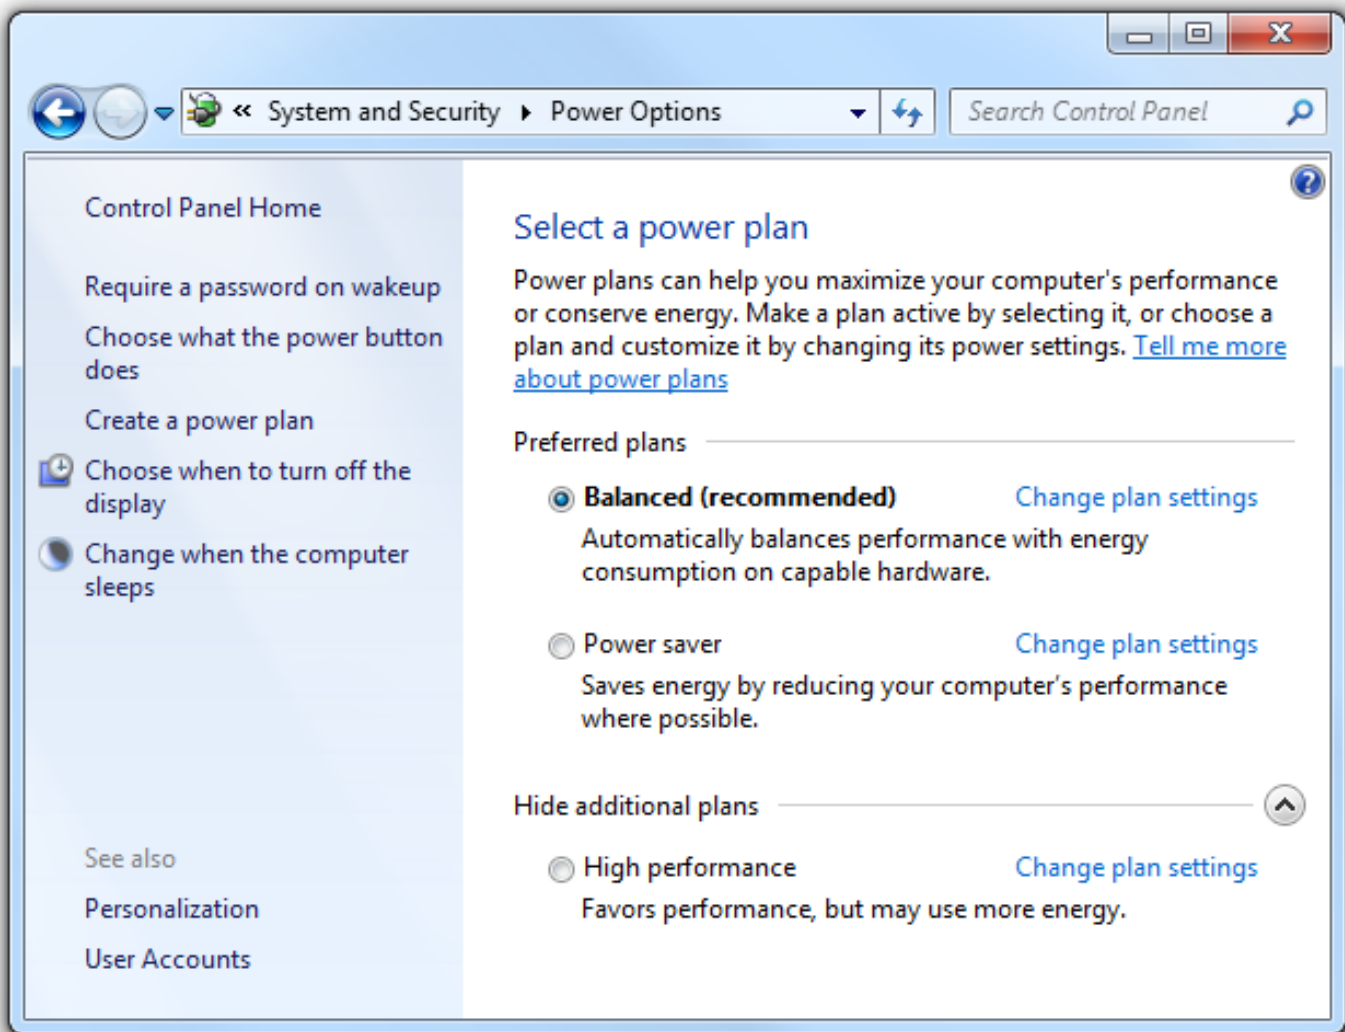 « System and Security ▸ Power Options
Search Control Panel
Control Panel Home
Require a password on wakeup
Choose what the power button
does
Create a power plan
Choose when to turn off the
display
Change when the computer
sleeps
See also
Personalization
User Accounts
Select a power plan
Power plans can help you maximize your computer's performance
or conserve energy. Make a plan active by selecting it, or choose a
plan and customize it by changing its power settings. Tell me more
about power plans
Preferred plans
Balanced (recommended) Change plan settings
Automatically balances performance with energy
consumption on capable hardware.
Power saver Change plan settings
Saves energy by reducing your computer's performance
where possible.
Hide additional plans
High performance Change plan settings
Favors performance, but may use more energy.